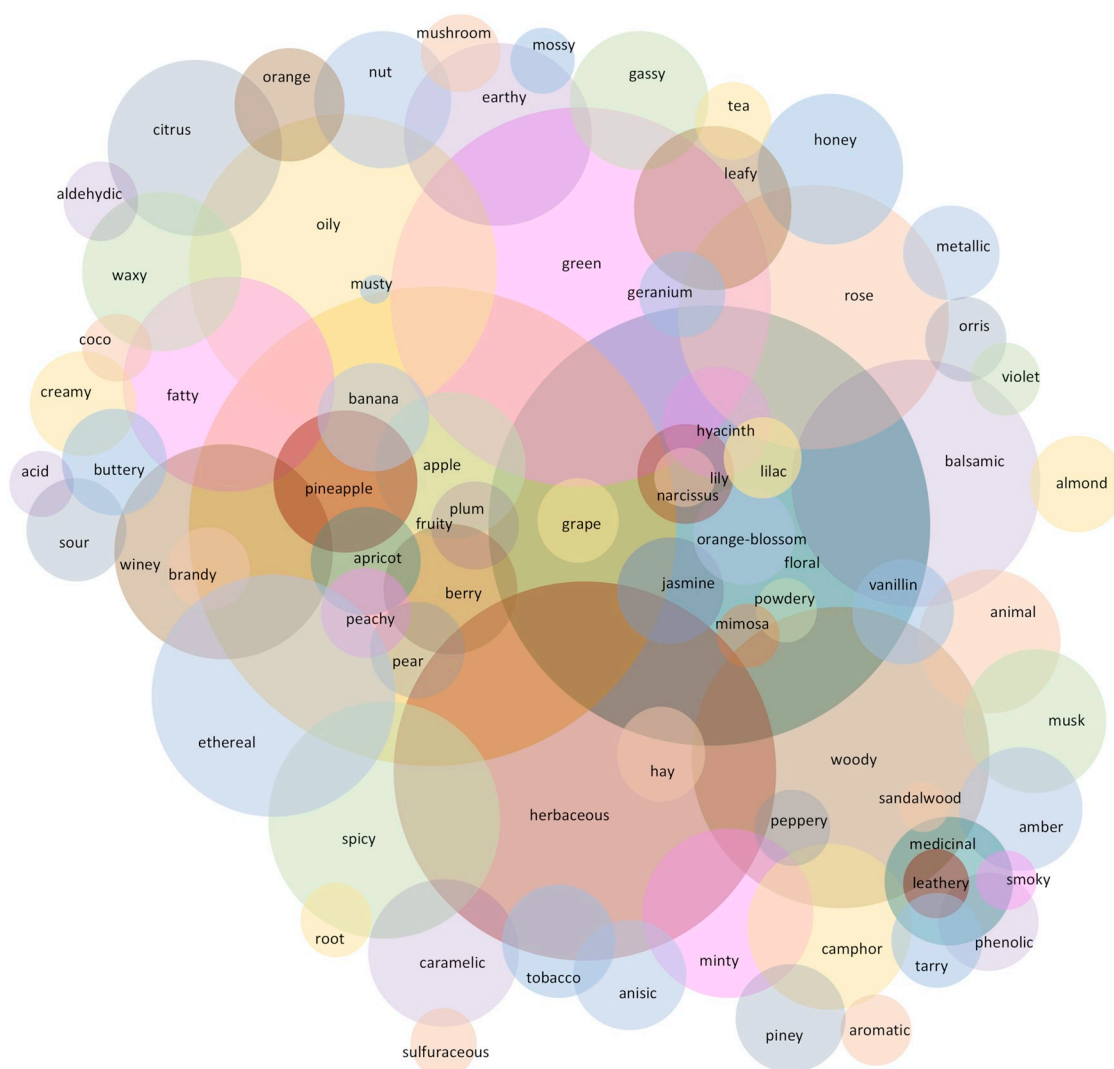 mushroom
mossy
orange
nut
gassy
earthy
tea
citrus
honey
leafy
aldehydic
oily
metallic
green
waxy
musty
geranium
rose
orris
coco
violet
creamy
fatty
banana
hyacinth
acid
buttery
apple
lily
lilac
balsamic
almond
pineapple
narcissus
plum
fruity
grape
sour
orange-blossom
winey
apricot
floral
brandy
jasmine
vanillin
berry
powdery
peachy
mimosa
animal
pear
musk
ethereal
hay
woody
sandalwood
herbaceous
peppery
amber
spicy
medicinal
leathery
smoky
root
phenolic
caramelic
minty
camphor
tarry
tobacco
anisic
piney
aromatic
sulfuraceous